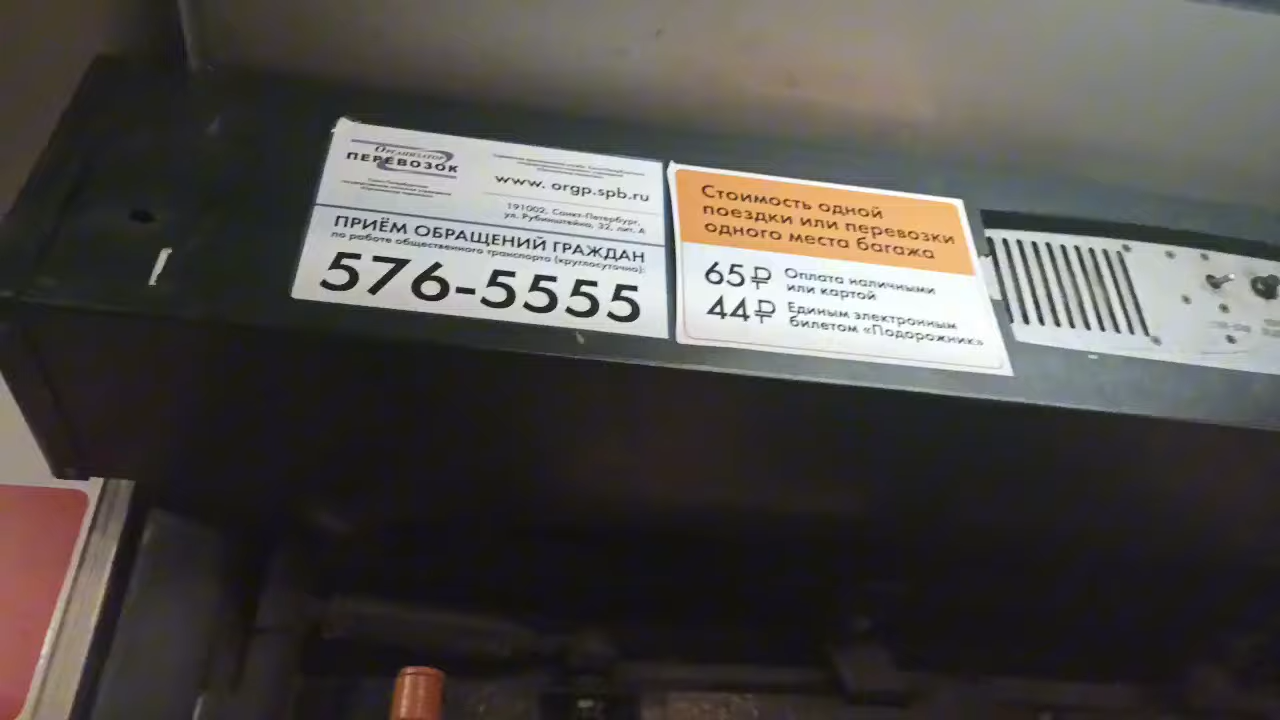 Организатор
ПЕРЕВОЗОК
www. orgp.spb.ru
191002, Санкт-Петербург,
ул. Рубинштейна, 32, лит. А
ПРИЁМ ОБРАЩЕНИЙ ГРАЖДАН
по работе общественного транспорта (круглосуточно):
576-5555
Стоимость одной
поездки или перевозки
одного места багажа
65₽ Оплата наличными
или картой
44₽ Единым электронным
билетом «Подорожник»